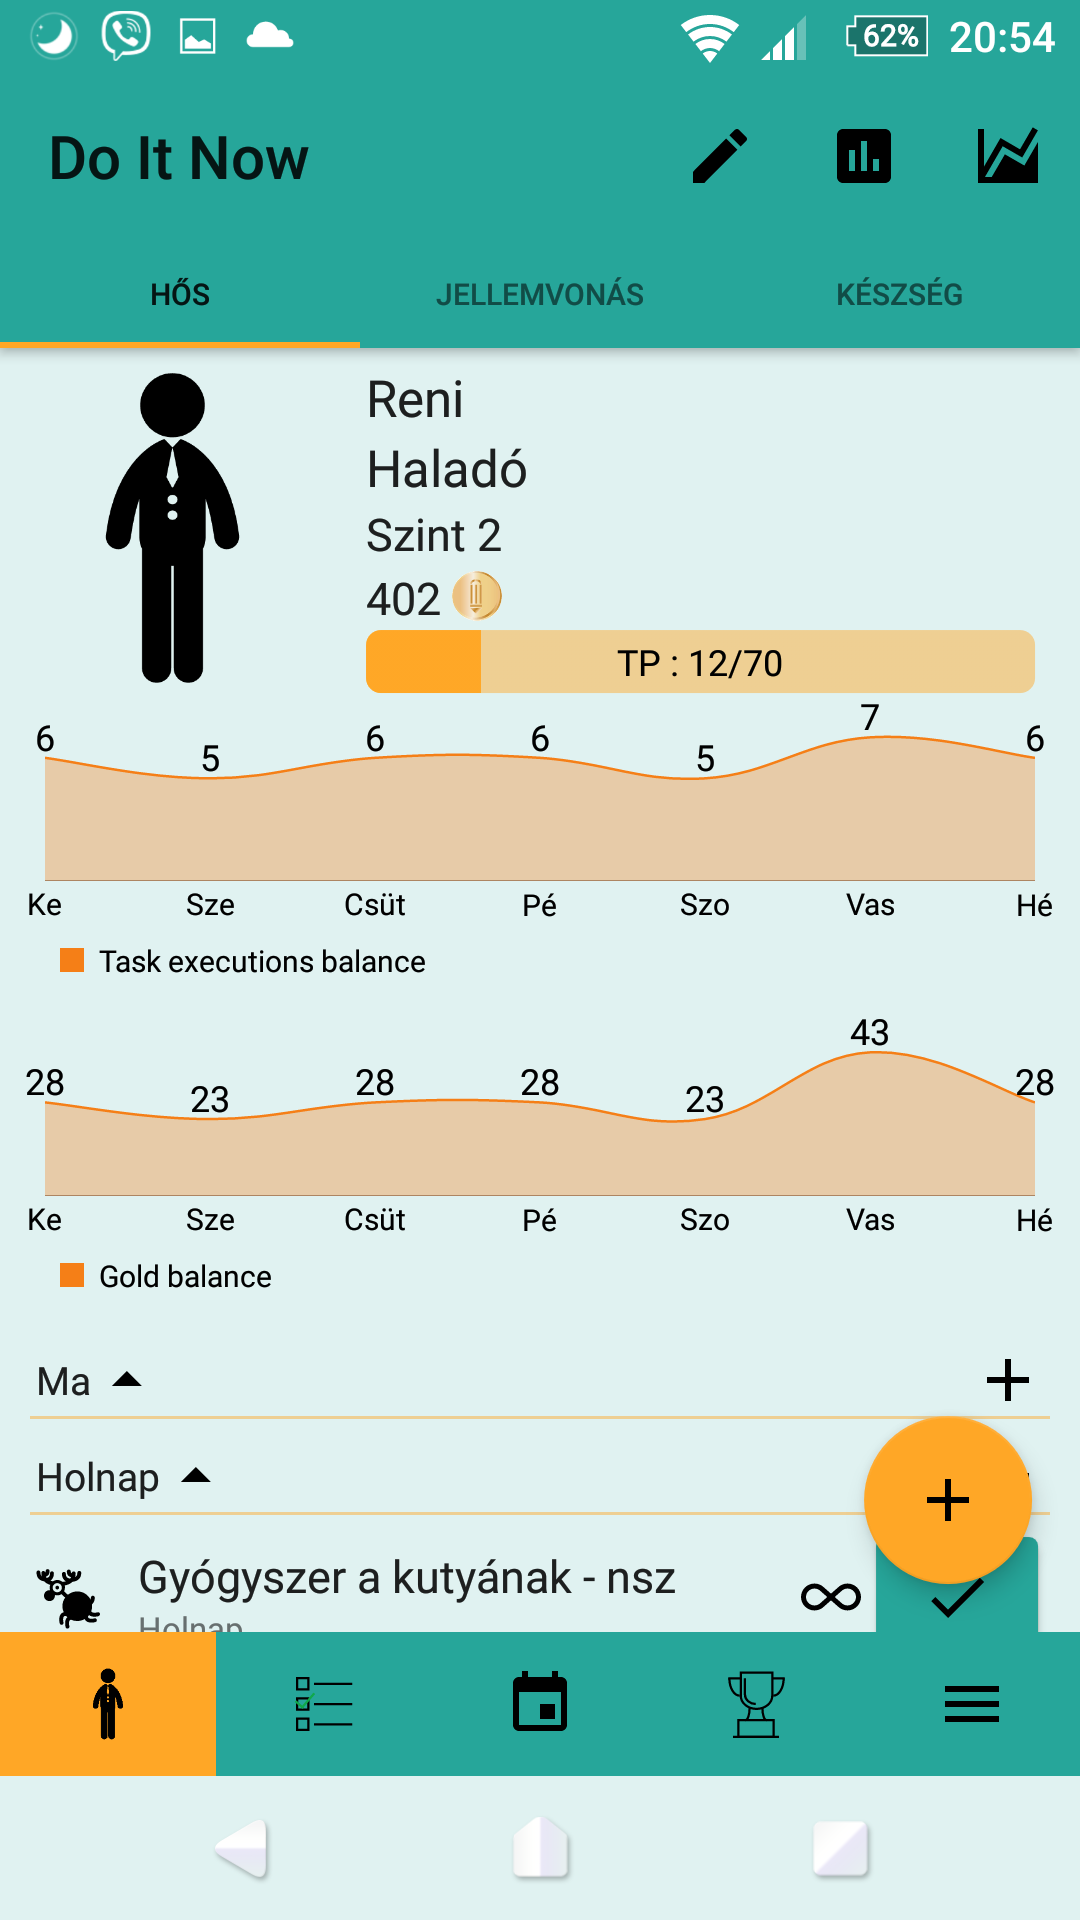 62% 20:54
Do It Now
HŐS JELLEMVONÁS KÉSZSÉG
Reni
Haladó
Szint 2
402
TP : 12/70
6 5 6 6 5 7 6
Ke Sze Csüt Pé Szo Vas Hé
Task executions balance
28 23 28 28 23 43 28
Ke Sze Csüt Pé Szo Vas Hé
Gold balance
Ma
Holnap
Gyógyszer a kutyának - nsz
Holnap